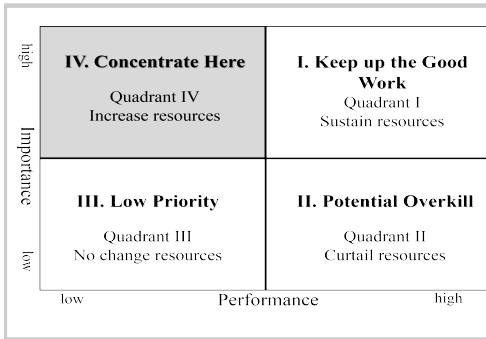 high
Importance
low
IV. Concentrate Here
Quadrant IV
Increase resources
I. Keep up the Good
Work
Quadrant I
Sustain resources
III. Low Priority
Quadrant III
No change resources
II. Potential Overkill
Quadrant II
Curtail resources
low
Performance
high